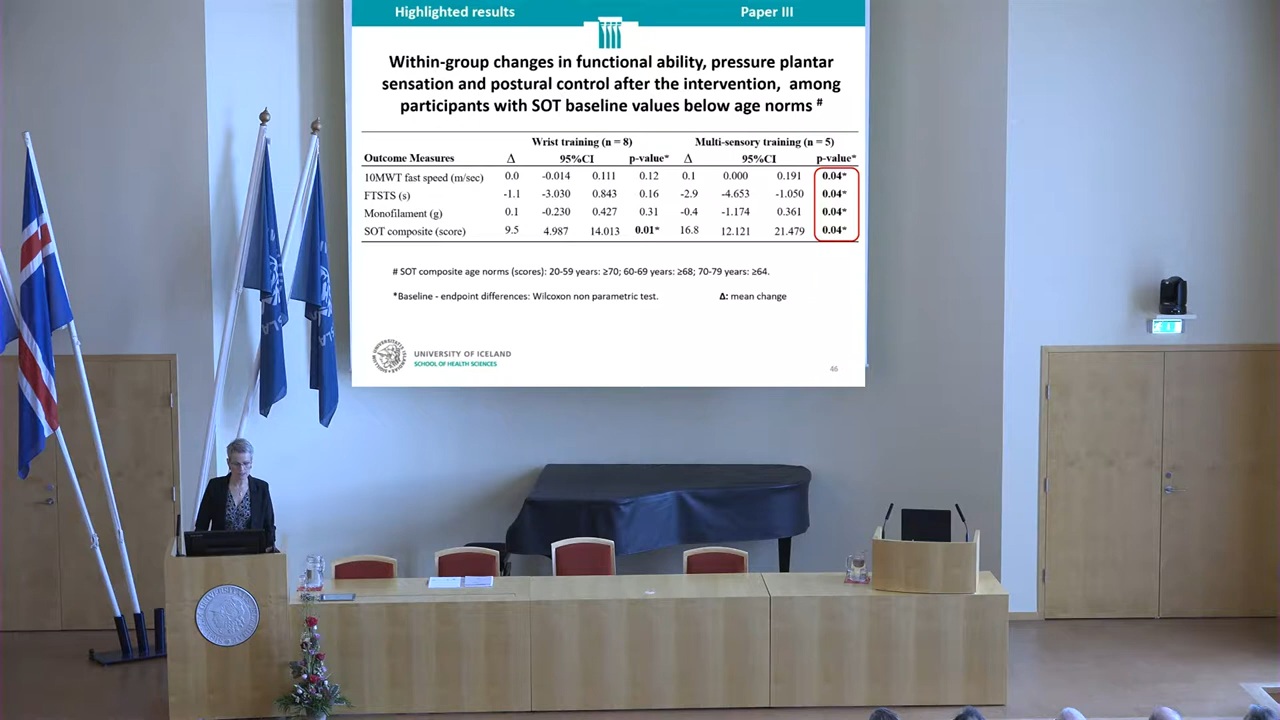 Highlighted results Paper III
Within-group changes in functional ability, pressure plantar
sensation and postural control after the intervention, among
participants with SOT baseline values below age norms #
Wrist training (n = 8) Multi-sensory training (n = 5)
Outcome Measures Δ 95%CI p-value* Δ 95%CI p-value*
10MWT fast speed (m/sec) 0.0 -0.014 0.111 0.12 0.1 0.000 0.191 0.04*
FTSTS (s) -1.1 -3.030 0.843 0.16 -2.9 -4.653 -1.050 0.04*
Monofilament (g) 0.1 -0.230 0.427 0.31 -0.4 -1.174 0.361 0.04*
SOT composite (score) 9.5 4.987 14.013 0.01* 16.8 12.121 21.479 0.04*
# SOT composite age norms (scores): 20-59 years: ≥70; 60-69 years: ≥68; 70-79 years: ≥64.
*Baseline - endpoint differences: Wilcoxon non parametric test. Δ: mean change
UNIVERSITY OF ICELAND
SCHOOL OF HEALTH SCIENCES
46